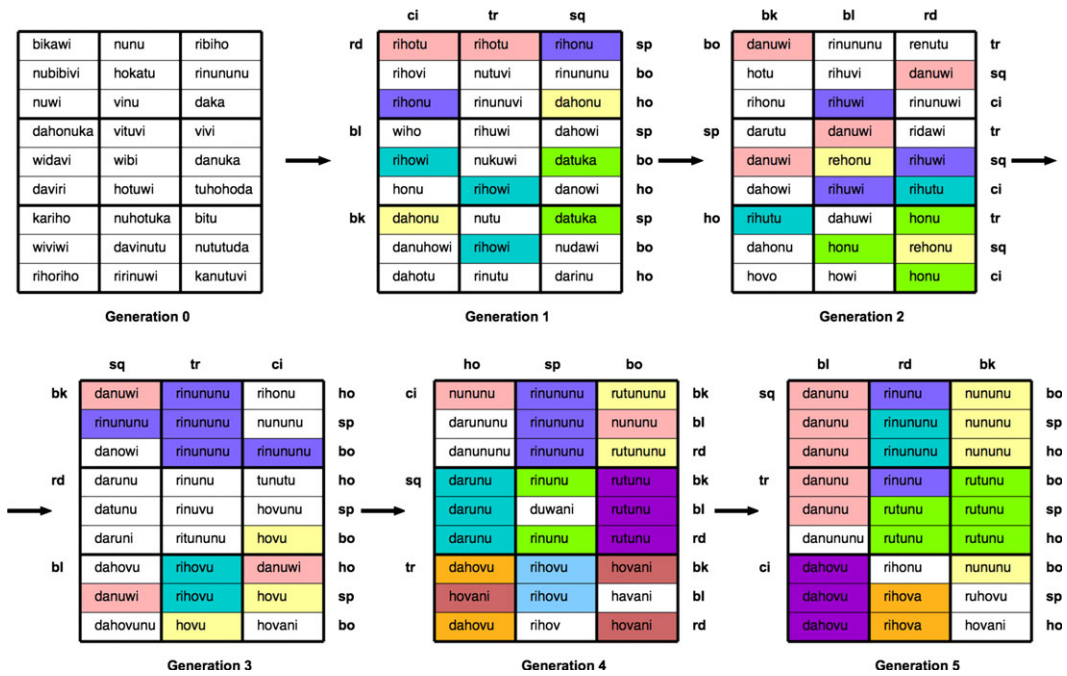 ci tr sq
bk bl rd
bikawi nunu ribiho
rd rihotu rihotu rihonu sp
bo danuwi rinununu renutu tr
nubibivi hokatu rinununu
rihovi nutuvi rinununu bo
hotu rihuvi danuwi sq
nuwi vinu daka
rihonu rinunuvi dahonu ho
rihonu rihuwi rinunuwi ci
dahonuka vituvi vivi
bl wiho rihuwi dahowi sp
sp darutu danuwi ridawi tr
widavi wibi danuka
rihowi nukuwi datuka bo
danuwi rehonu rihuwi sq
daviri hotuwi tuhohoda
honu rihowi danowi ho
dahowi rihuwi rihutu ci
kariho nuhotuka bitu
bk dahonu nutu datuka sp
ho rihutu dahuwi honu tr
wiviwi davinutu nututuda
danuhowi rihowi nudawi bo
dahonu honu rehonu sq
rihoriho ririnuwi kanutuvi
dahotu rinutu darinu ho
hovo howi honu ci
Generation 0
Generation 1
Generation 2
sq tr ci
ho sp bo
bl rd bk
bk danuwi rinununu rihonu ho
ci nununu rinununu rutununu bk
sq danunu rinunu nununu bo
rinununu rinununu nununu sp
darununu rinununu nununu bl
danunu rinununu nununu sp
danowi rinununu rinununu bo
danununu rinununu rutununu rd
danunu rinununu nununu ho
rd darunu rinunu tunutu ho
sq darunu rinunu rutunu bk
tr danunu rinunu rutunu bo
datunu rinuvu hovunu sp
darunu duwani rutunu bl
danunu rutunu rutunu sp
daruni ritununu hovu bo
darunu rinunu rutunu rd
danununu rutunu rutunu ho
bl dahovu rihovu danuwi ho
tr dahovu rihovu hovani bk
ci dahovu rihonu nununu bo
danuwi rihovu hovu sp
hovani rihovu havani bl
dahovu rihova ruhovu sp
dahovunu hovu hovani bo
dahovu rihov hovani rd
dahovu rihova hovani ho
Generation 3
Generation 4
Generation 5